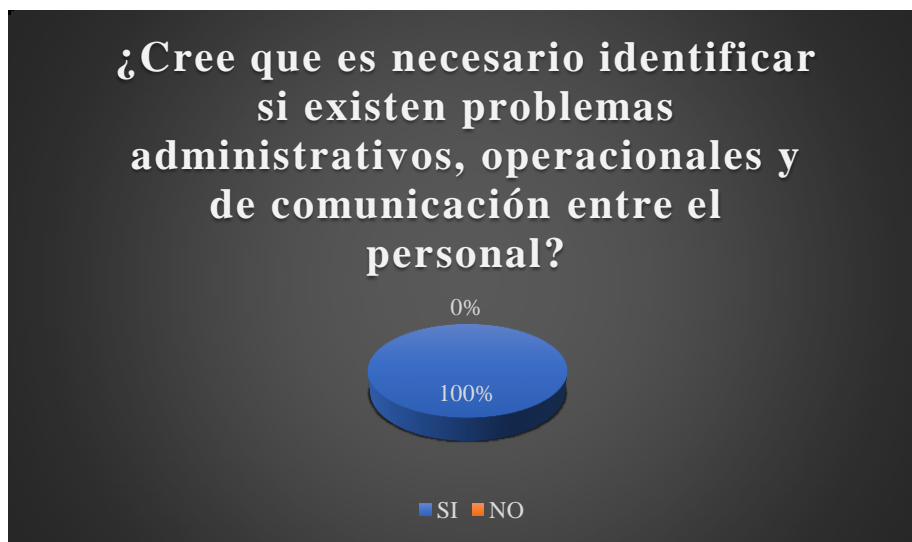 ¿Cree que es necesario identificar
si existen problemas
administrativos, operacionales y
de comunicación entre el
personal?
0%
100%
SI NO